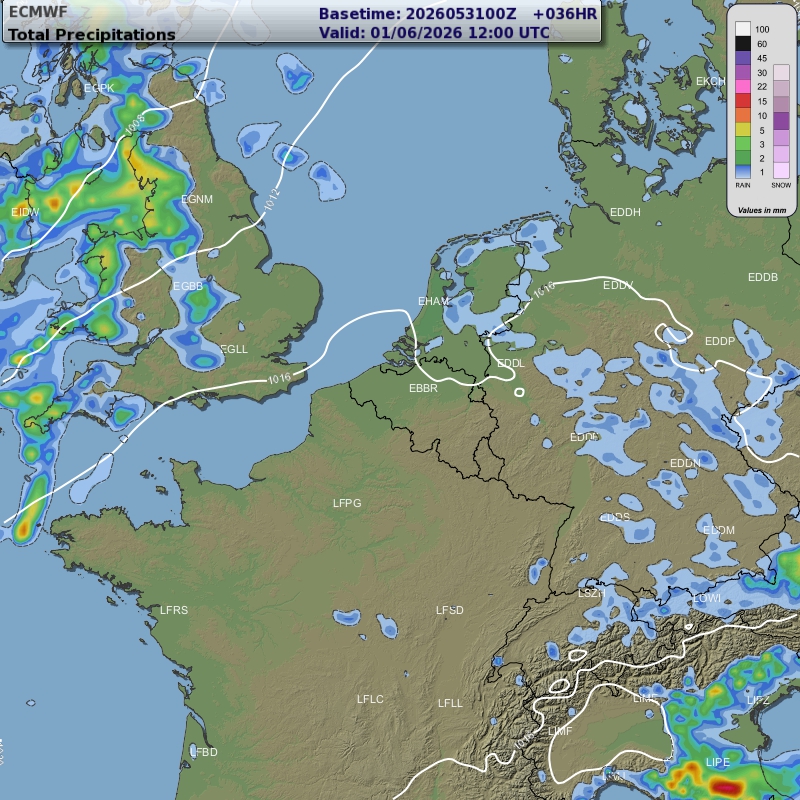 ECMWF
Basetime: 2026053100Z +036HR
Total Precipitations
Valid: 01/06/2026 12:00 UTC
100
60
45
30
22
15
10
5
3
2
1
RAIN SNOW
Values in mm
EGPK
EKCH
1008
EIDW
EGNM
1012
EDDH
EGBB
EHAM
1016
EDDV
EDDB
EGLL
EDDP
EDDL
1016
EBBR
EDDF
EDDN
LFPG
EDDS
EDDM
LFRS
LFSD
LSZH
LOWI
LFLC
LFLL
LIPZ
LIMF
LFBD
LIPE